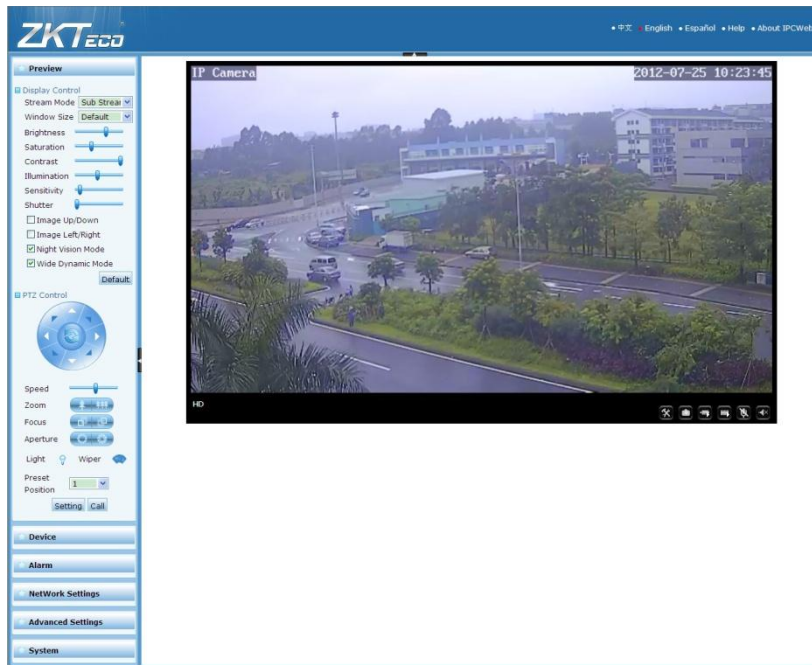 ZKTeco
中文 English Español Help About IPCWeb
Preview
Display Control
Stream Mode Sub Strear
Window Size Default
Brightness
Saturation
Contrast
Illumination
Sensitivity
Shutter
Image Up/Down
Image Left/Right
Night Vision Mode
Wide Dynamic Mode
Default
PTZ Control
Speed
Zoom
Focus
Aperture
Light Wiper
Preset Position 1
Setting Call
Device
Alarm
NetWork Settings
Advanced Settings
System
IP Camera 2012-07-25 10:23:45
HD